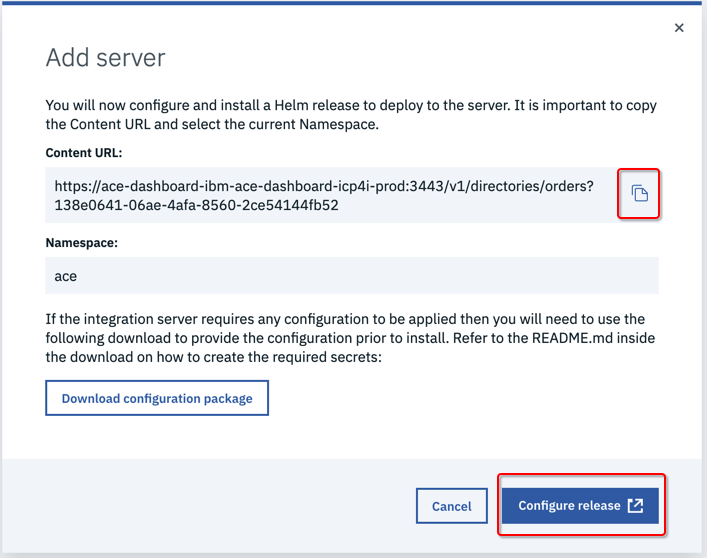 Add server
You will now configure and install a Helm release to deploy to the server. It is important to copy
the Content URL and select the current Namespace.
Content URL:
https://ace-dashboard-ibm-ace-dashboard-icp4i-prod:3443/v1/directories/orders?
138e0641-06ae-4afa-8560-2ce54144fb52
Namespace:
ace
If the integration server requires any configuration to be applied then you will need to use the
following download to provide the configuration prior to install. Refer to the README.md inside
the download on how to create the required secrets:
Download configuration package
Cancel
Configure release